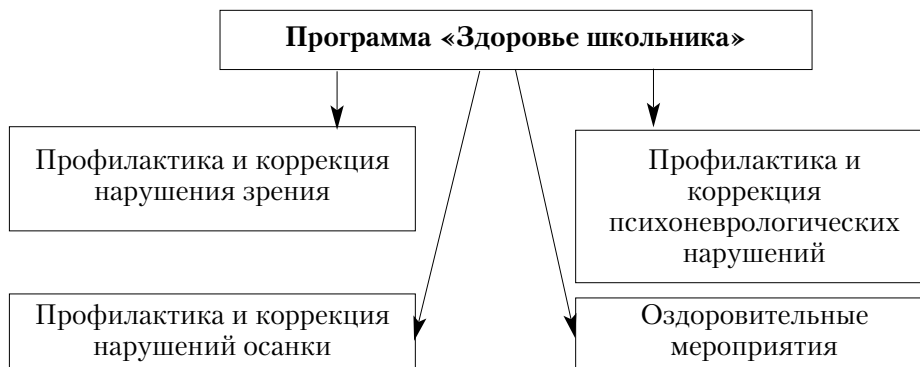 Программа «Здоровье школьника»
Профилактика и коррекция
нарушения зрения
Профилактика и
коррекция
психоневрологических
нарушений
Профилактика и коррекция
нарушений осанки
Оздоровительные
мероприятия